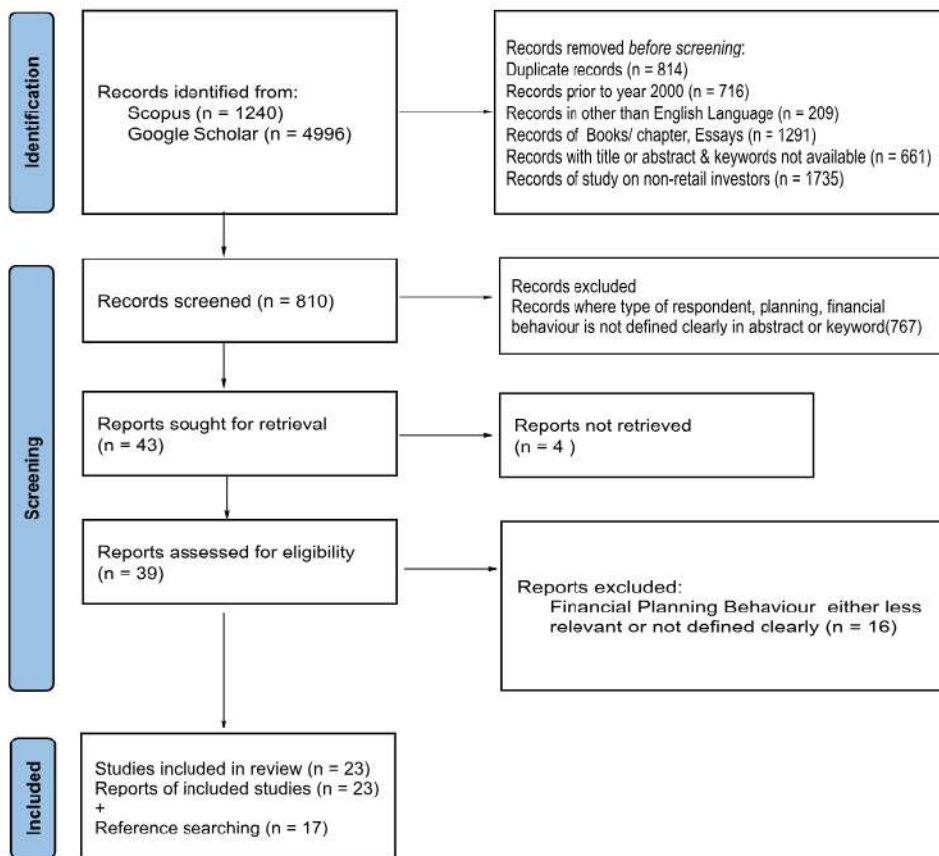 Identification
Records identified from:
Scopus (n = 1240)
Google Scholar (n = 4996)
Records removed before screening:
Duplicate records (n = 814)
Records prior to year 2000 (n = 716)
Records in other than English Language (n = 209)
Records of Books/ chapter, Essays (n = 1291)
Records with title or abstract & keywords not available (n = 661)
Records of study on non-retail investors (n = 1735)
Screening
Records screened (n = 810)
Records excluded
Records where type of respondent, planning, financial
behaviour is not defined clearly in abstract or keyword(767)
Reports sought for retrieval
(n = 43)
Reports not retrieved
(n = 4 )
Reports assessed for eligibility
(n = 39)
Reports excluded:
Financial Planning Behaviour either less
relevant or not defined clearly (n = 16)
Included
Studies included in review (n = 23)
Reports of included studies (n = 23)
+
Reference searching (n = 17)